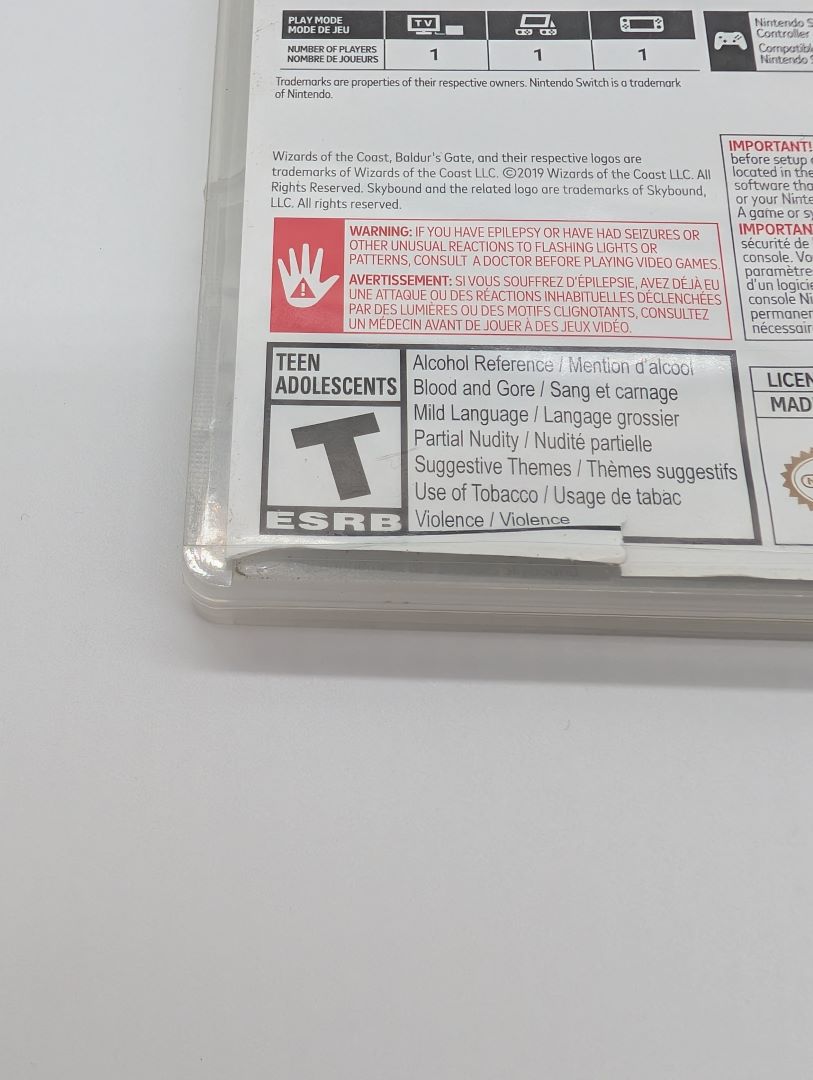 PLAY MODE
MODE DE JEU
TV
NUMBER OF PLAYERS
NOMBRE DE JOUEURS
1
1
1
Nintendo
Controller
Nintendo
Trademarks are properties of their respective owners. Nintendo Switch is a trademark
of Nintendo.
Wizards of the Coast, Baldur's Gate, and their respective logos are
trademarks of Wizards of the Coast LLC. ©2019 Wizards of the Coast LLC. All
Rights Reserved. Skybound and the related logo are trademarks of Skybound,
LLC. All rights reserved.
WARNING: IF YOU HAVE EPILEPSY OR HAVE HAD SEIZURES OR
OTHER UNUSUAL REACTIONS TO FLASHING LIGHTS OR
PATTERNS, CONSULT A DOCTOR BEFORE PLAYING VIDEO GAMES.
AVERTISSEMENT: SI VOUS SOUFFREZ D'ÉPILEPSIE, AVEZ DÉJÀ EU
UNE ATTAQUE OU DES RÉACTIONS INHABITUELLES DÉCLENCHÉES
PAR DES LUMIÈRES OU DES MOTIFS CLIGNOTANTS, CONSULTEZ
UN MÉDECIN AVANT DE JOUER À DES JEUX VIDÉO.
IMPORTANT!
before setup
located in the
software
or your
A game or
IMPORTAN
sécurité de
console.
d'un
console
TEEN
ADOLESCENTS
T
ESRB
Alcohol Reference / Mention d'alcool
Blood and Gore / Sang et carnage
Mild Language / Langage grossier
Partial Nudity / Nudité partielle
Suggestive Themes / Thèmes suggestifs
Use of Tobacco / Usage de tabac
Violence / Violence
LICEN
MAD